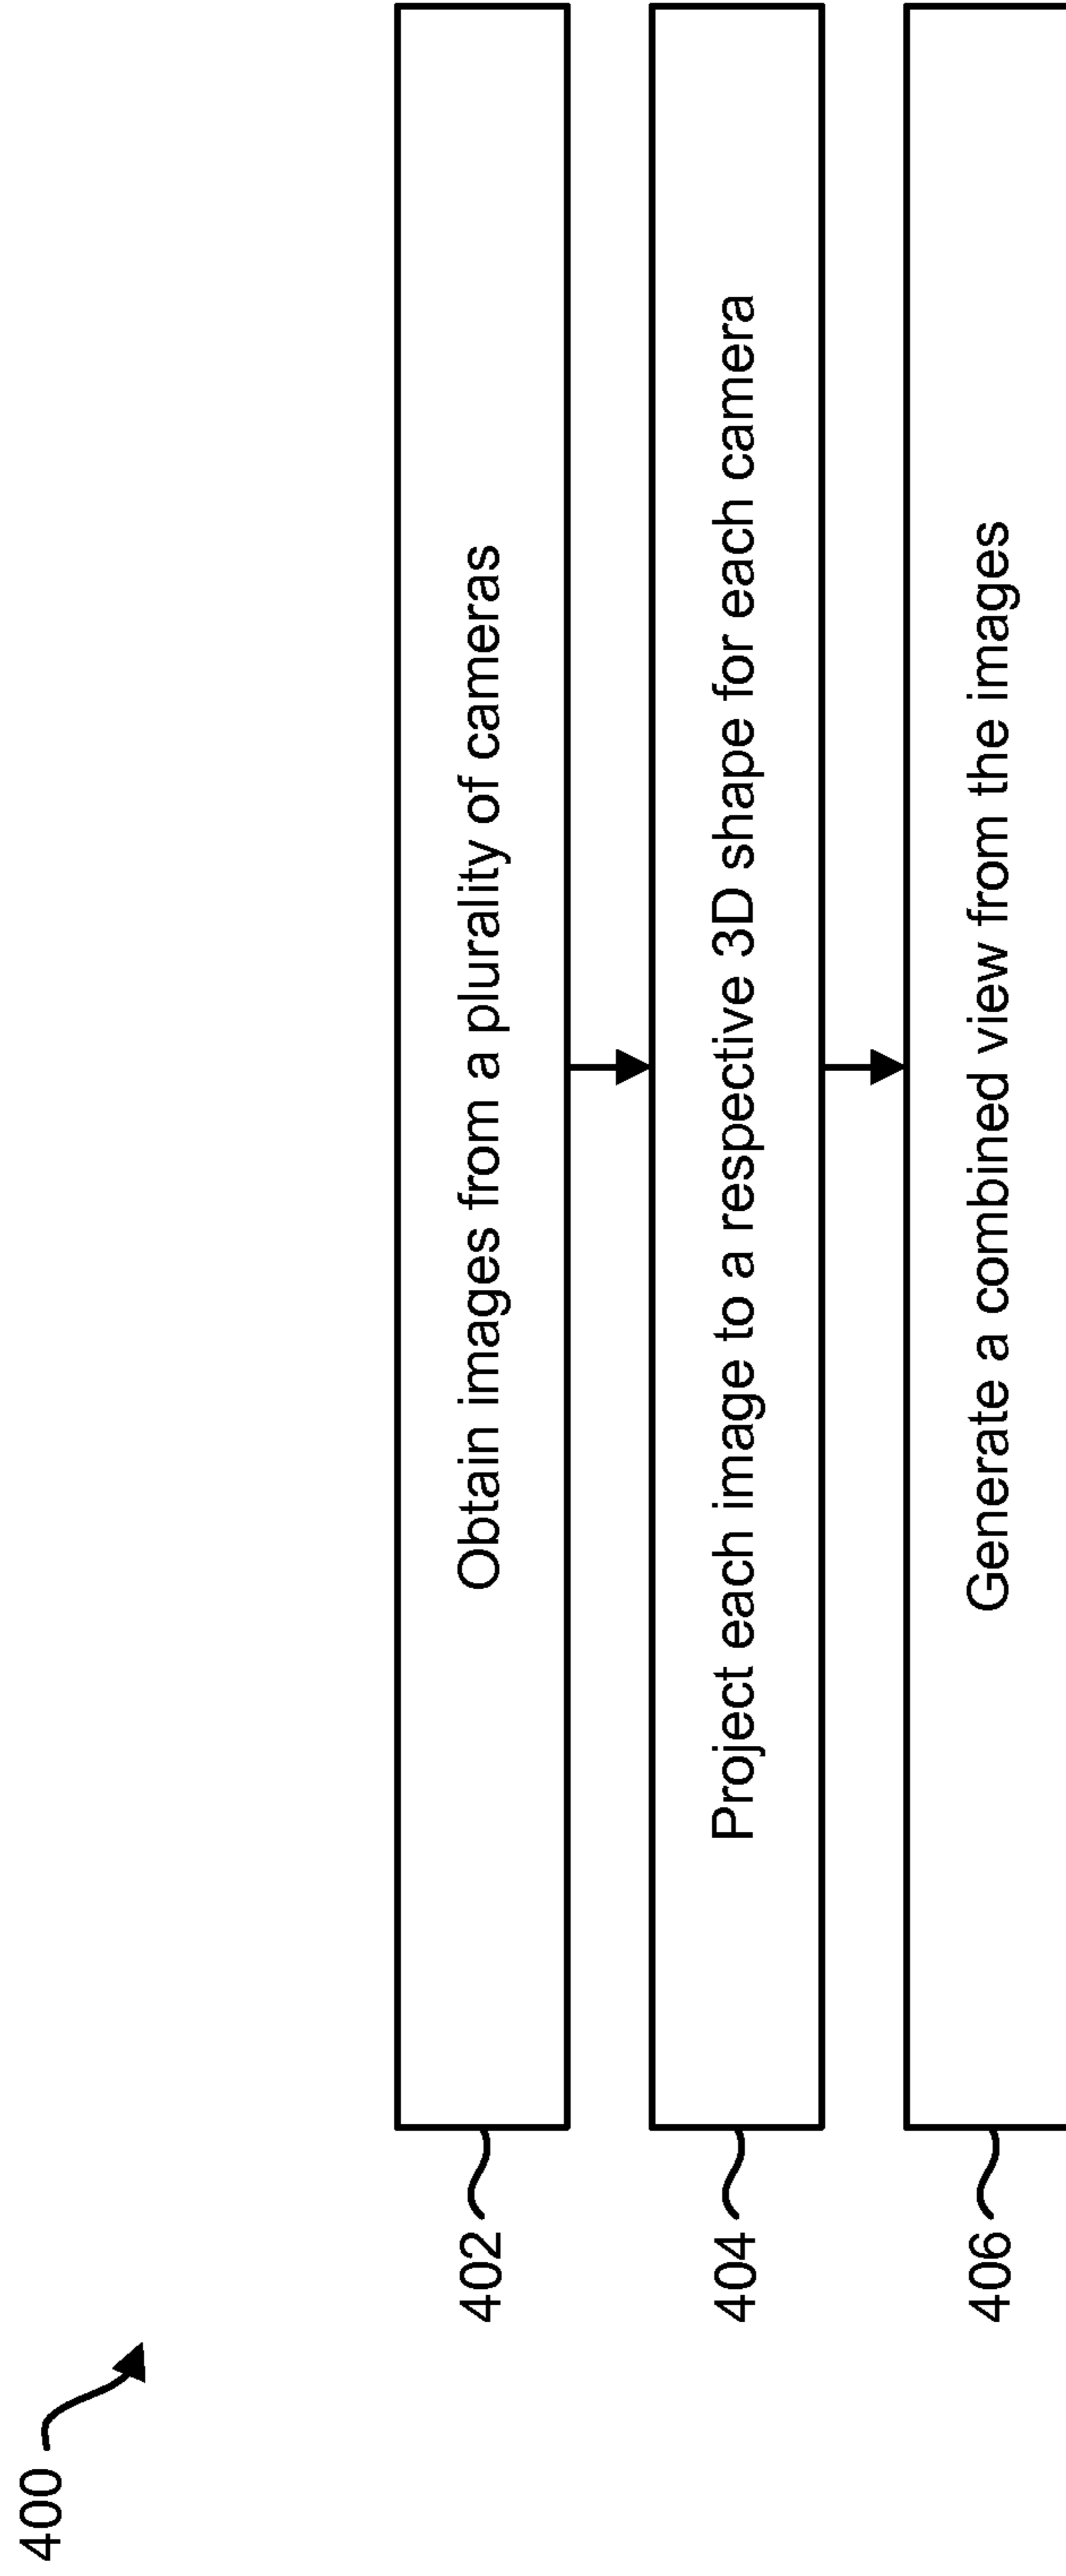 400
402
Obtain images from a plurality of cameras
404
Project each image to a respective 3D shape for each camera
406
Generate a combined view from the images